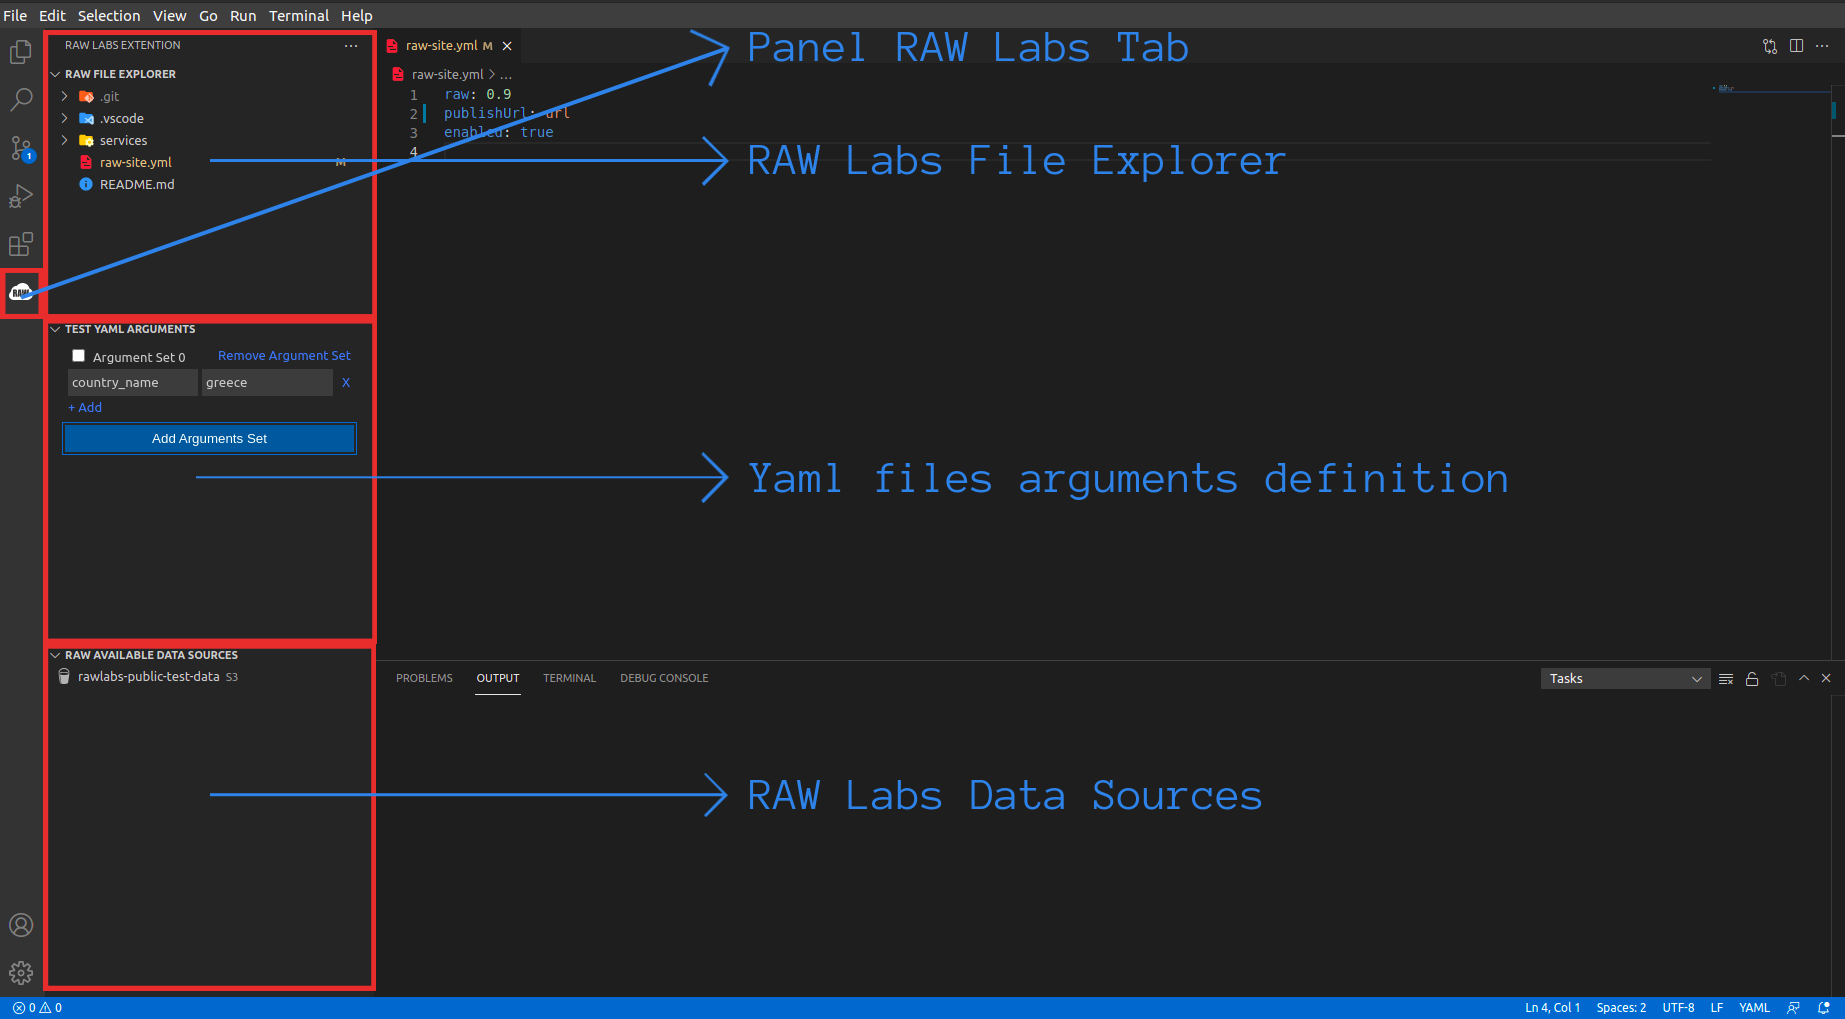 File Edit Selection View Go Run Terminal Help
RAW LABS EXTENTION
RAW FILE EXPLORER
.git
.vscode
services
raw-site.yml M
README.md
RAW
TEST YAML ARGUMENTS
Argument Set 0 Remove Argument Set
country_name greece X
+ Add
Add Arguments Set
RAW AVAILABLE DATA SOURCES
rawlabs-public-test-data S3
raw-site.yml M
raw-site.yml > ...
1 raw: 0.9
2 publishUrl: url
3 enabled: true
4
Panel RAW Labs Tab
RAW Labs File Explorer
Yaml files arguments definition
PROBLEMS OUTPUT TERMINAL DEBUG CONSOLE Tasks
RAW Labs Data Sources
1
0 0 Ln 4, Col 1 Spaces: 2 UTF-8 LF YAML